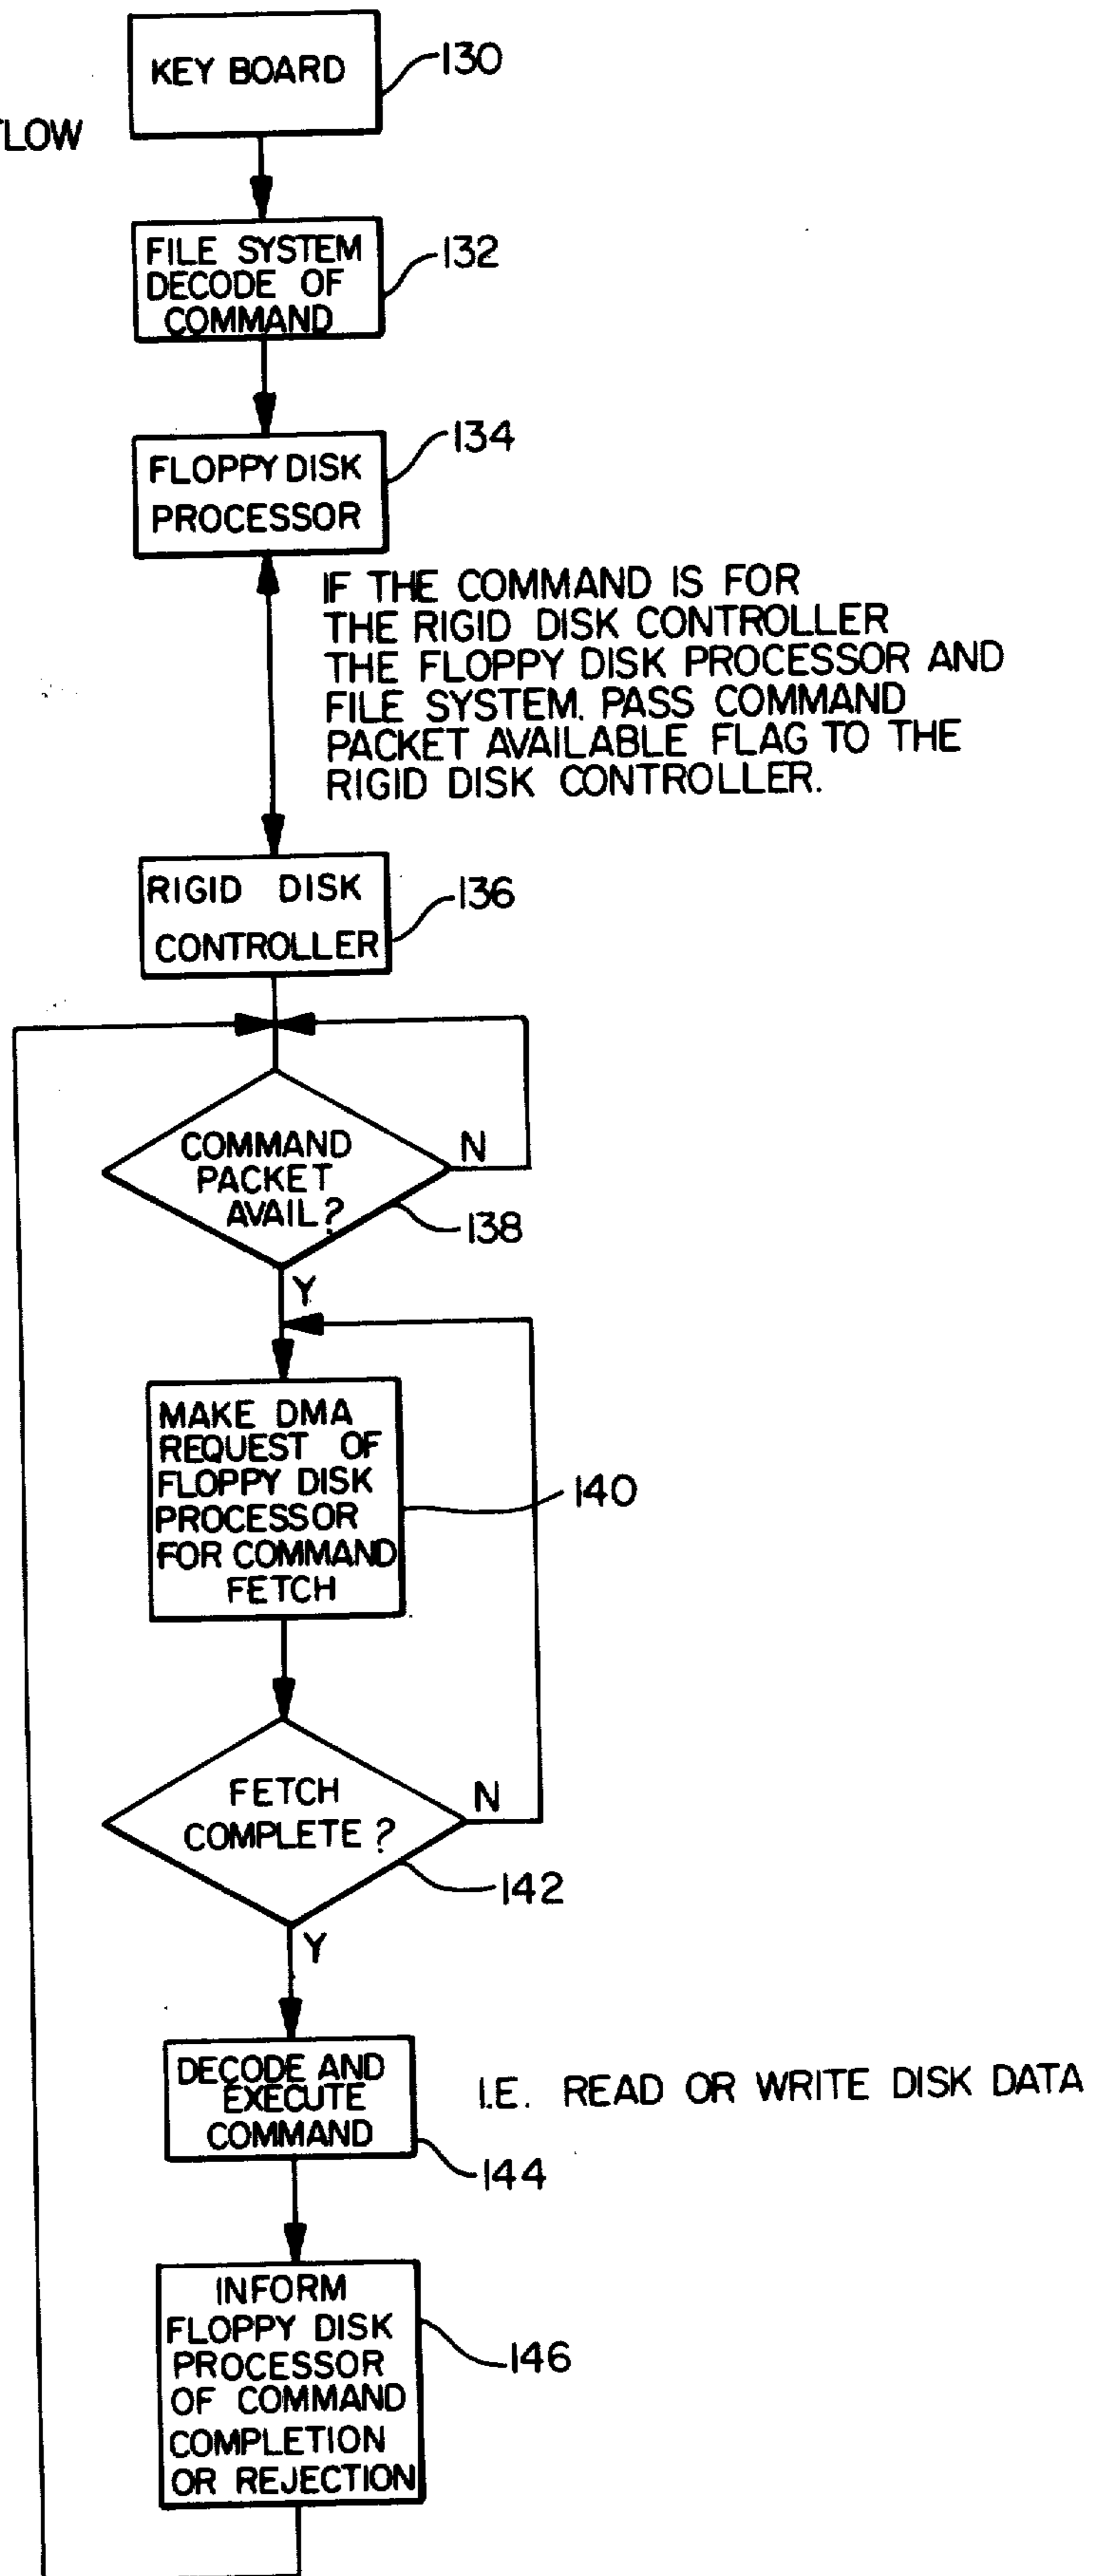 KEY BOARD
130
132
FILE SYSTEM
DECODE OF
COMMAND
134
FLOPPY DISK
PROCESSOR
IF THE COMMAND IS FOR
THE RIGID DISK CONTROLLER
THE FLOPPY DISK PROCESSOR AND
FILE SYSTEM. PASS COMMAND
PACKET AVAILABLE FLAG TO THE
RIGID DISK CONTROLLER.
RIGID DISK
CONTROLLER
136
COMMAND
PACKET
AVAIL?
N
138
Y
MAKE DMA
REQUEST OF
FLOPPY DISK
PROCESSOR
FOR COMMAND
FETCH
140
FETCH
COMPLETE?
N
142
Y
DECODE AND
EXECUTE
COMMAND
I.E. READ OR WRITE DISK DATA
144
INFORM
FLOPPY DISK
PROCESSOR
OF COMMAND
COMPLETION
OR REJECTION
146